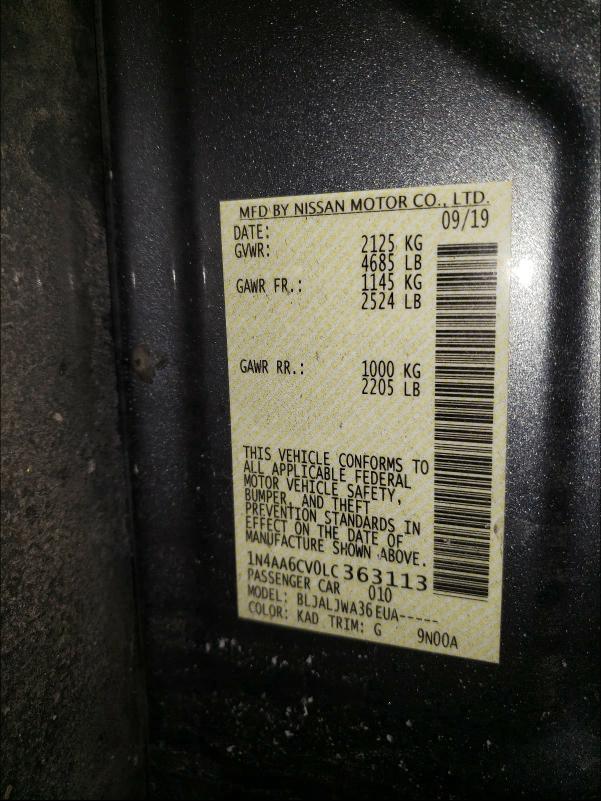 MFD BY NISSAN MOTOR CO., LTD.
DATE: 09/19
GVWR: 2125 KG
4685 LB
GAWR FR.: 1145 KG
2524 LB
GAWR RR.: 1000 KG
2205 LB
THIS VEHICLE CONFORMS TO
ALL APPLICABLE FEDERAL
MOTOR VEHICLE SAFETY,
BUMPER, AND THEFT
PREVENTION STANDARDS IN
EFFECT ON THE DATE OF
MANUFACTURE SHOWN ABOVE.
1N4AA6CV0LC363113
PASSENGER CAR 010
MODEL: BLJALJWA36EUA-----
COLOR: KAD TRIM: G 9N00A